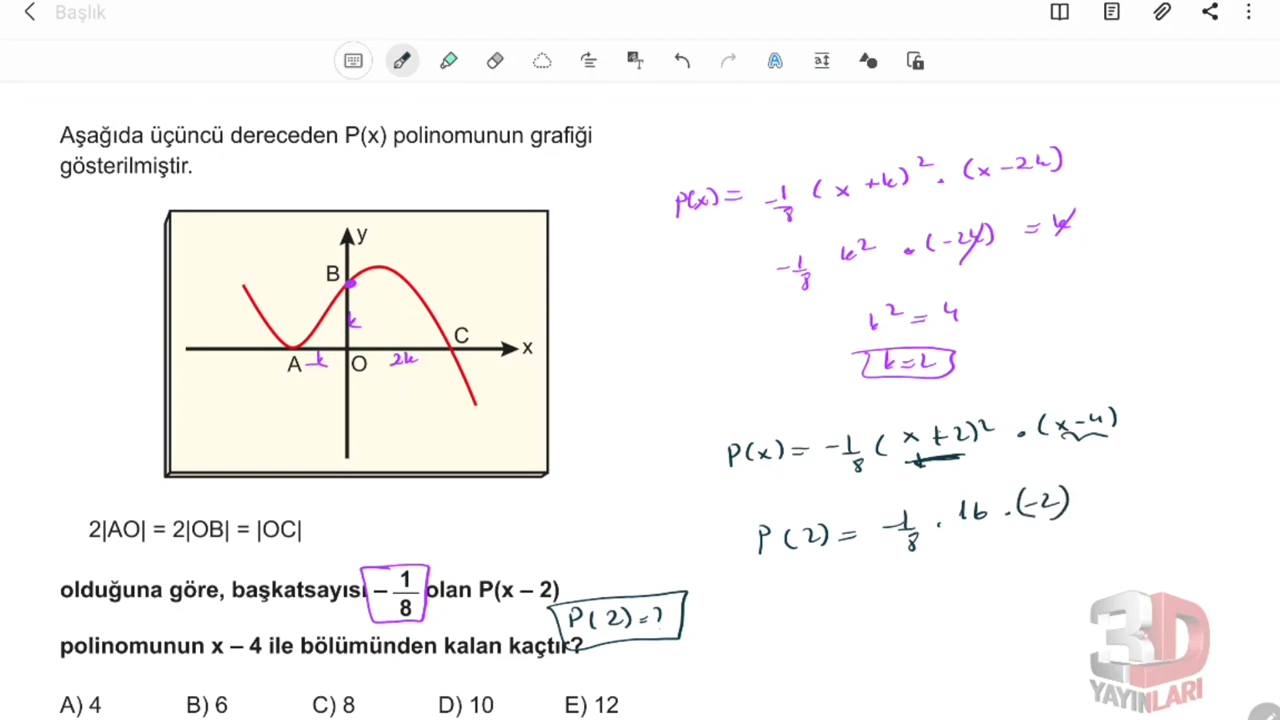 Başlık
Aşağıda üçüncü dereceden P(x) polinomunun grafiği
gösterilmiştir.
y
B
k
C
x
A
k
O
2k
2|AO| = 2|OB| = |OC|
olduğuna göre, başkatsayısı – 1/8 olan P(x – 2)
polinomunun x – 4 ile bölümünden kalan kaçtır?
P(2)=?
A) 4 B) 6 C) 8 D) 10 E) 12
P(x) = -1/8 (x+k)² . (x-2k)
-1/8 k² . (-2k) = k
k² = 4
k=2
P(x) = -1/8 (x+2)² . (x-4)
P(2) = -1/8 . 16 . (-2)
3D
YAYINLARI